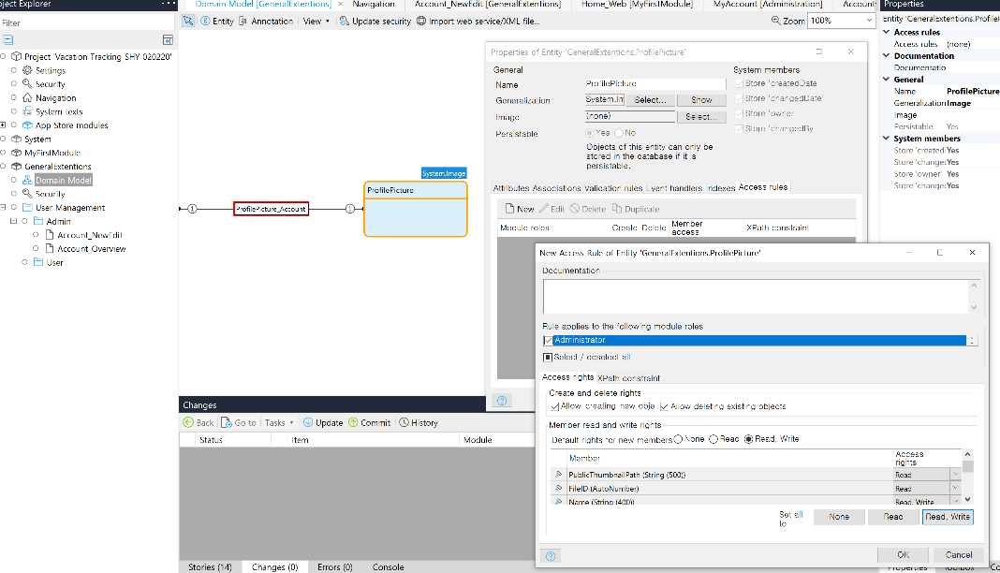 oject Explorer
Filter
Project 'Vacation Tracking SHY 020220'
Settings
Security
Navigation
System texts
App Store modules
System
MyFirstModule
GeneralExtentions
Domain Model
Security
User Management
Admin
Account_NewEdit
Account_Overview
User
Domain Model [GeneralExtentions]
Navigation
Account_NewEdit [GeneralExtentions]
Home_Web [MyFirstModule]
MyAccount [Administration]
Account
Entity
Annotation
View
Update security
Import web service/XML file...
Zoom
100%
System.Image
ProfilePicture
1
ProfilePicture_Account
1
Properties of Entity 'GeneralExtentions.ProfilePicture'
General
Name
ProfilePicture
Generalization
System.Im
Select...
Show
Image
(none)
Select...
Persistable
Yes
No
Objects of this entity can only be
stored in the database if it is
persistable.
System members
Store 'createdDate
Store 'changedDate'
Store 'owner
Store 'changedBy
Attributes
Associations
Validation rules
Event handlers
Indexes
Access rules
New
Edit
Delete
Duplicate
Module roles
Create
Delete
Member
access
XPath constraint
New Access Rule of Entity 'GeneralExtentions.ProfilePicture'
Documentation
Rule applies to the following module roles
Administrator
Select / deselect all
Access rights
XPath constraint
Create and delete rights
Allow creating new obje
Allow deleting existing objects
Member read and write rights
Default rights for new members
None
Read
Read, Write
Member
Access
rights
PublicThumbnailPath (String (500))
Read
FileID (AutoNumber)
Read
Name (String (400))
Read, Write
Set all
to
None
Read
Read, Write
OK
Cancel
Changes
Back
Go to
Tasks
Update
Commit
History
Status
Item
Module
Stories (14)
Changes (0)
Errors (0)
Console
Properties
Entity 'GeneralExtentions.Profile
Access rules
Access rules
(none)
Documentation
Documentatio
General
Name
ProfilePicture
Generalization
Image
Image
Persistable
Yes
System members
Store 'created
Yes
Store 'change
Yes
Store 'owner'
Yes
Store 'change
Yes
Properties
Toolbox
Co